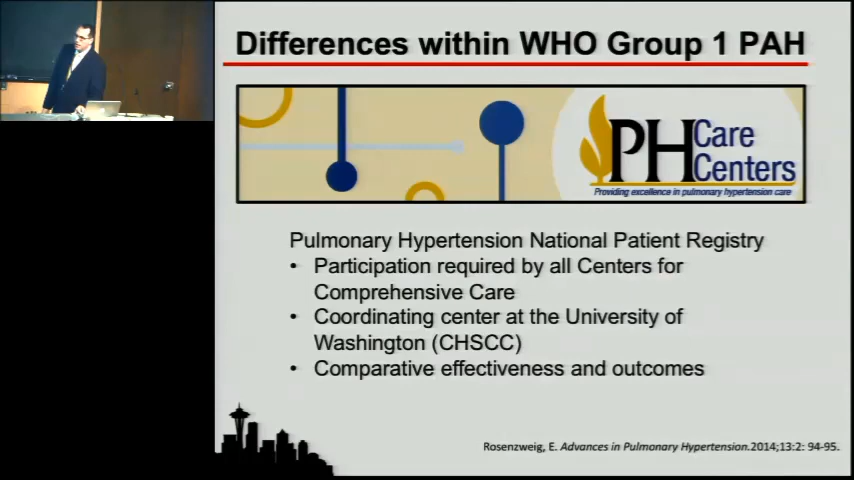 Differences within WHO Group 1 PAH
PH Care Centers
Providing excellence in pulmonary hypertension care
Pulmonary Hypertension National Patient Registry
• Participation required by all Centers for
Comprehensive Care
• Coordinating center at the University of
Washington (CHSCC)
• Comparative effectiveness and outcomes
Rosenzweig, E. Advances in Pulmonary Hypertension.2014;13:2: 94-95.